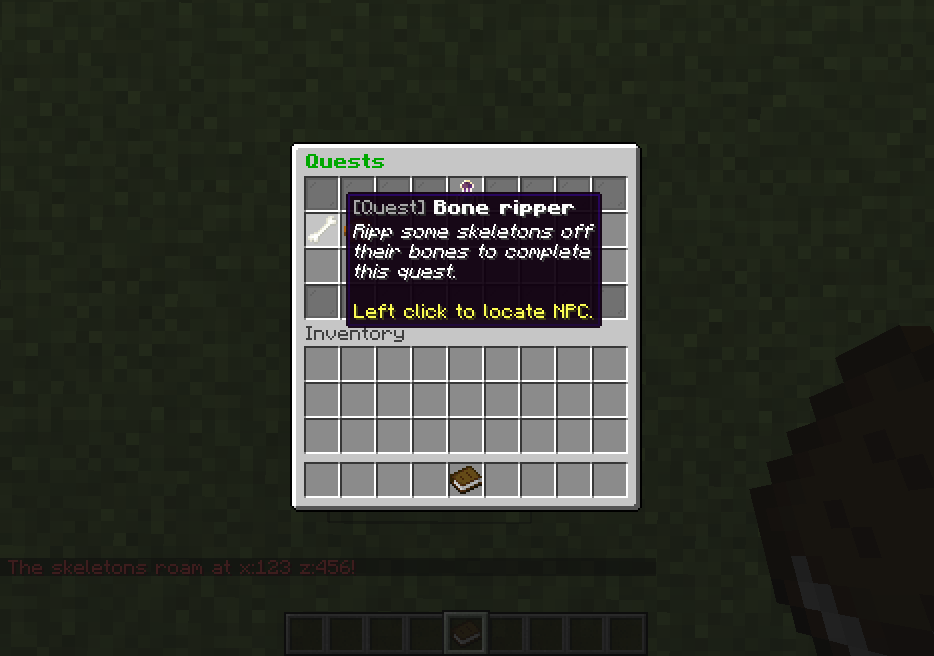 Quests
[Quest] Bone ripper
Ripp some skeletons off
their bones to complete
this quest.
Left click to locate NPC.
Inventory
The skeletons roam at x:123 z:456!